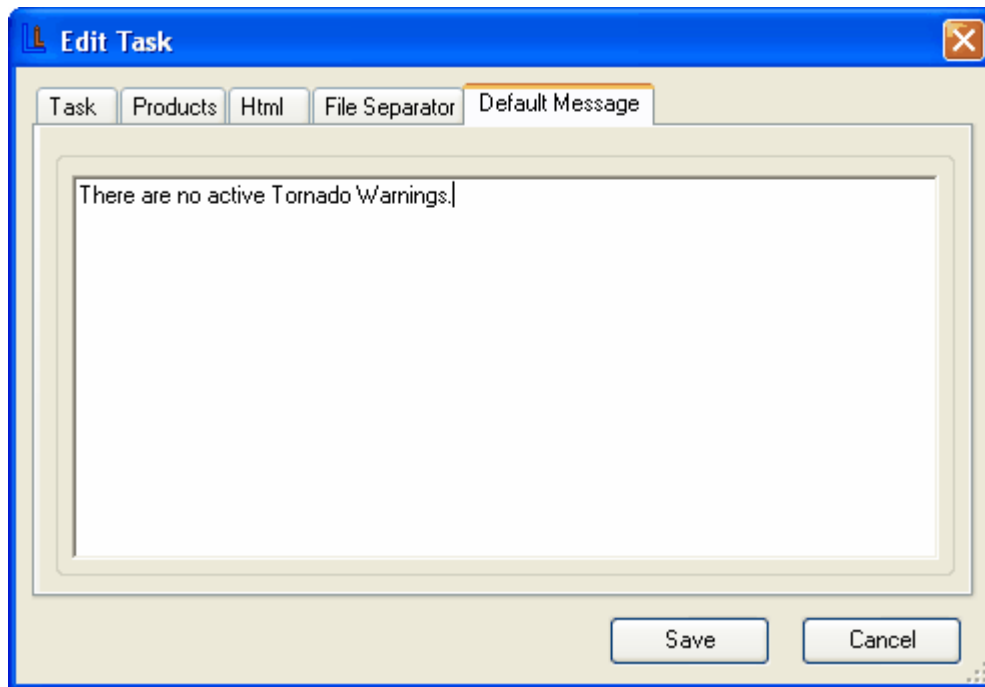 Edit Task
Task Products Html File Separator Default Message
There are no active Tornado Warnings.
Save Cancel